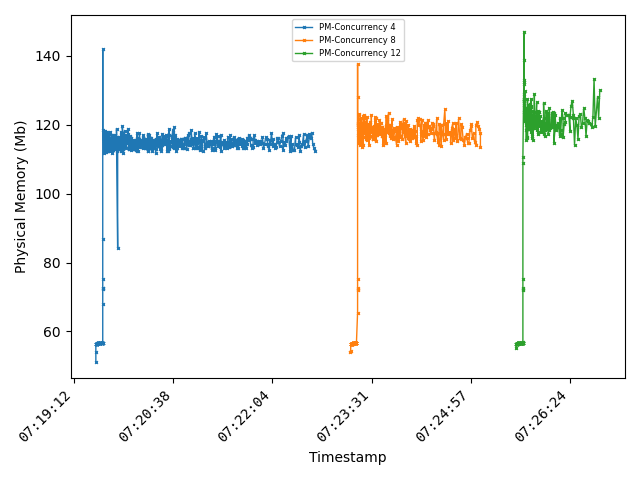 PM-Concurrency 4
PM-Concurrency 8
PM-Concurrency 12
140
120
100
80
60
Physical Memory (Mb)
07:19:12
07:20:38
07:22:04
07:23:31
07:24:57
07:26:24
Timestamp